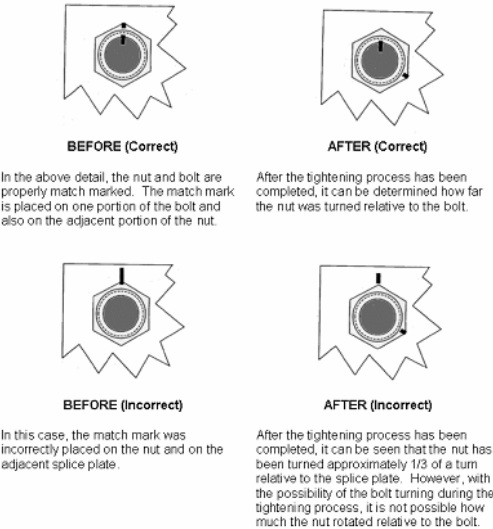 BEFORE (Correct)
AFTER (Correct)
In the above detail, the nut and bolt are
properly match marked.  The match mark
is placed on one portion of the bolt and
also on the adjacent portion of the nut.
After the tightening process has been
completed, it can be determined how far
the nut was turned relative to the bolt.
BEFORE (Incorrect)
AFTER (Incorrect)
In this case, the match mark was
incorrectly placed on the nut and on the
adjacent splice plate.
After the tightening process has been
completed, it can be seen that the nut has
been turned approximately 1/3 of a turn
relative to the splice plate.  However, with
the possibility of the bolt turning during the
tightening process, it is not possible how
much the nut rotated relative to the bolt.